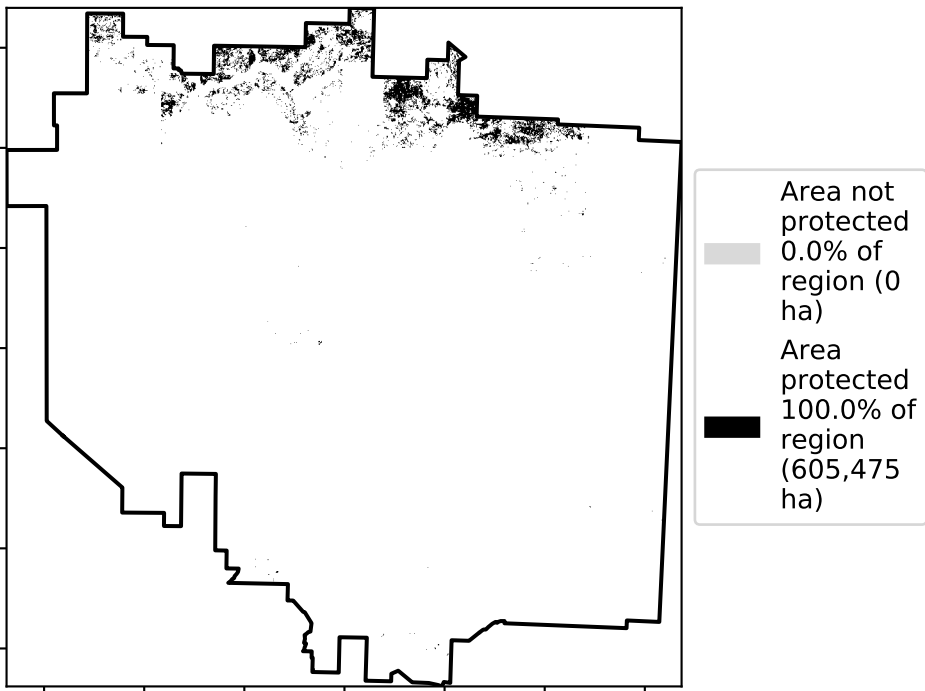 Area not
protected
0.0% of
region (0
ha)
Area
protected
100.0% of
region
(605,475
ha)